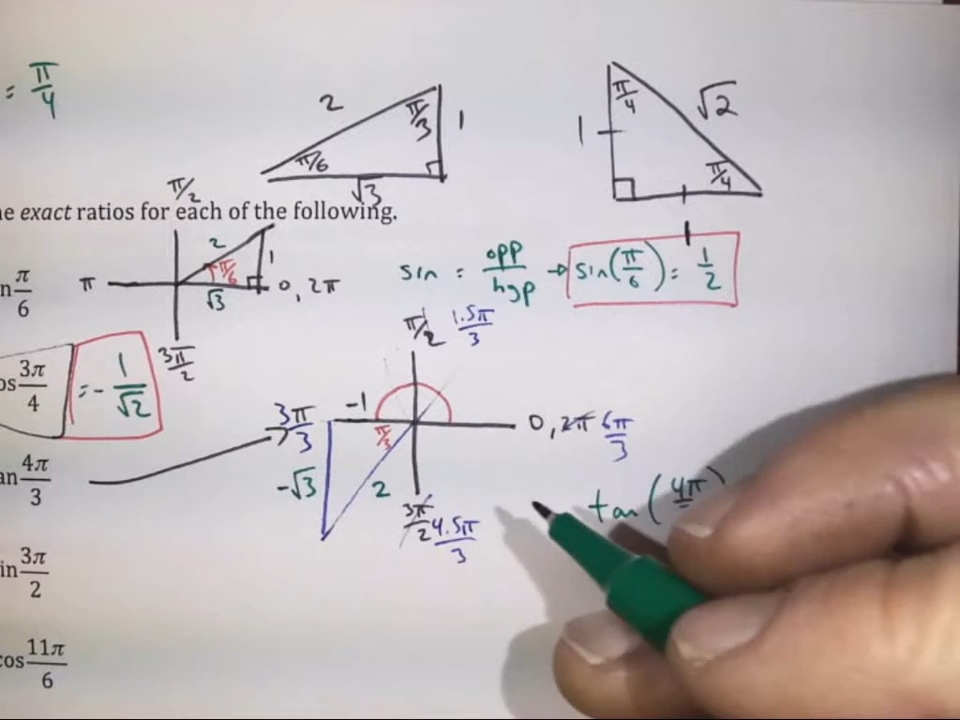 = π/4
2 π/3 1
π/6
√3
1 π/4 √2
π/4
1
e exact ratios for each of the following.
n π/6
π/2
2 π/6 1
π √3 0, 2π
3π/2
sin = opp/hyp → sin(π/6) = 1/2
os 3π/4 = - 1/√2
π/2 1.5π/3
3π/3 -1 0, 2π 6π/3
π/3
-√3 2
3π/2 4.5π/3
an 4π/3
tan (4π
in 3π/2
cos 11π/6